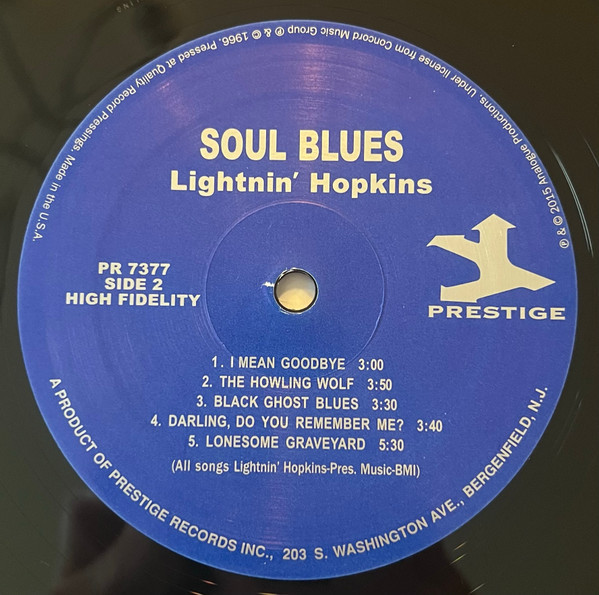 ℗ & © 2015 Analogue Productions. Under license from Concord Music Group ℗ & © 1966. Pressed at Quality Record Pressings. Made in the U.S.A.
SOUL BLUES
Lightnin' Hopkins
PR 7377
SIDE 2
HIGH FIDELITY
PRESTIGE
1. I MEAN GOODBYE 3:00
2. THE HOWLING WOLF 3:50
3. BLACK GHOST BLUES 3:30
4. DARLING, DO YOU REMEMBER ME? 3:40
5. LONESOME GRAVEYARD 5:30
(All songs Lightnin' Hopkins-Pres. Music-BMI)
A PRODUCT OF PRESTIGE RECORDS INC., 203 S. WASHINGTON AVE., BERGENFIELD, N.J.